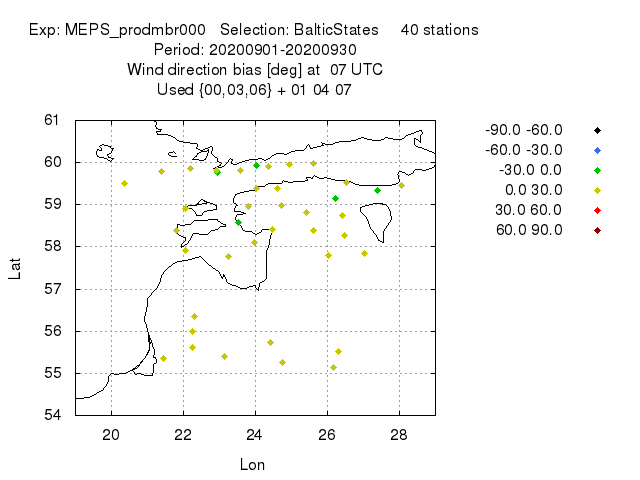 Exp: MEPS_prodmbr000 Selection: BalticStates 40 stations
Period: 20200901-20200930
Wind direction bias [deg] at 07 UTC
Used {00,03,06} + 01 04 07
61
60
59
58
57
56
55
54
Lat
20 22 24 26 28
Lon
-90.0 -60.0
-60.0 -30.0
-30.0 0.0
0.0 30.0
30.0 60.0
60.0 90.0